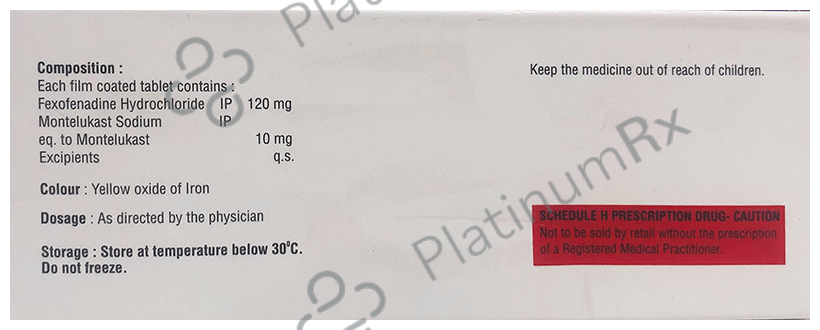 Composition :
Each film coated tablet contains :
Fexofenadine Hydrochloride IP 120 mg
Montelukast Sodium IP
eq. to Montelukast 10 mg
Excipients q.s.
Colour : Yellow oxide of Iron
Dosage : As directed by the physician
Storage : Store at temperature below 30°C.
Do not freeze.
Keep the medicine out of reach of children.
SCHEDULE H PRESCRIPTION DRUG- CAUTION
Not to be sold by retail without the prescription
of a Registered Medical Practitioner.
PlatinumRx